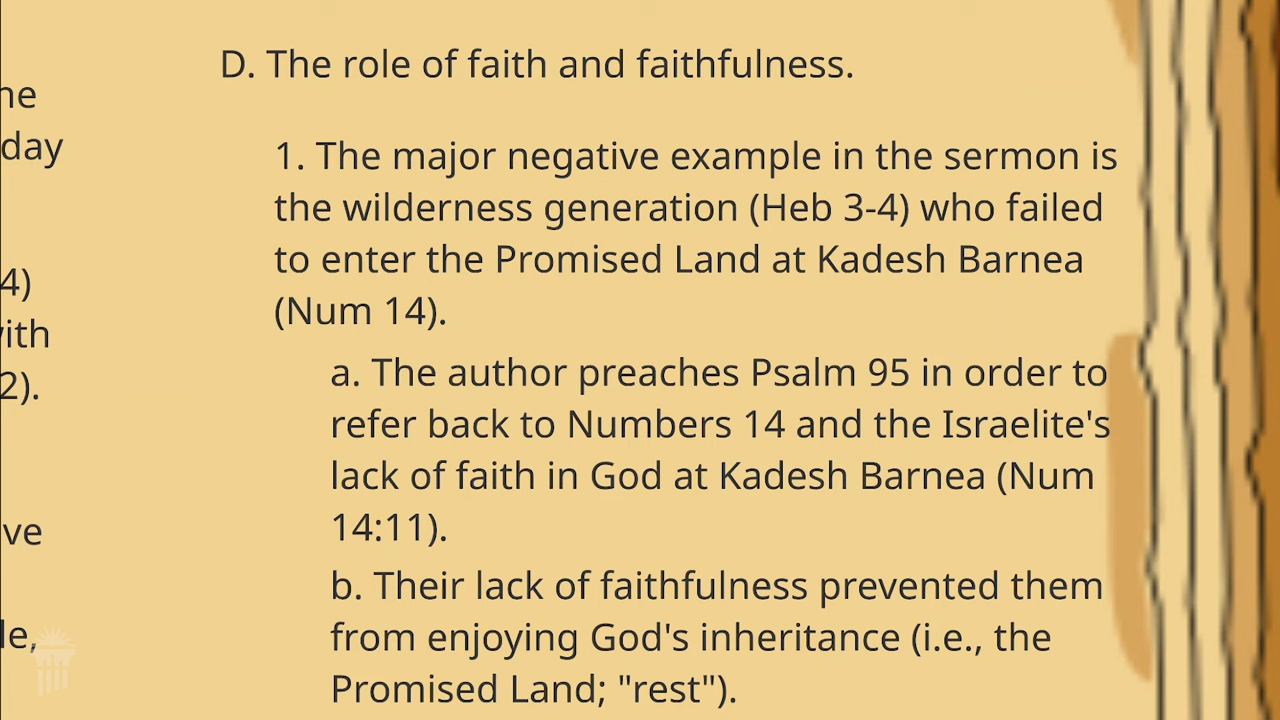 D. The role of faith and faithfulness.
1. The major negative example in the sermon is
the wilderness generation (Heb 3-4) who failed
to enter the Promised Land at Kadesh Barnea
(Num 14).
a. The author preaches Psalm 95 in order to
refer back to Numbers 14 and the Israelite's
lack of faith in God at Kadesh Barnea (Num
14:11).
b. Their lack of faithfulness prevented them
from enjoying God's inheritance (i.e., the
Promised Land; "rest").
day
4)
2).